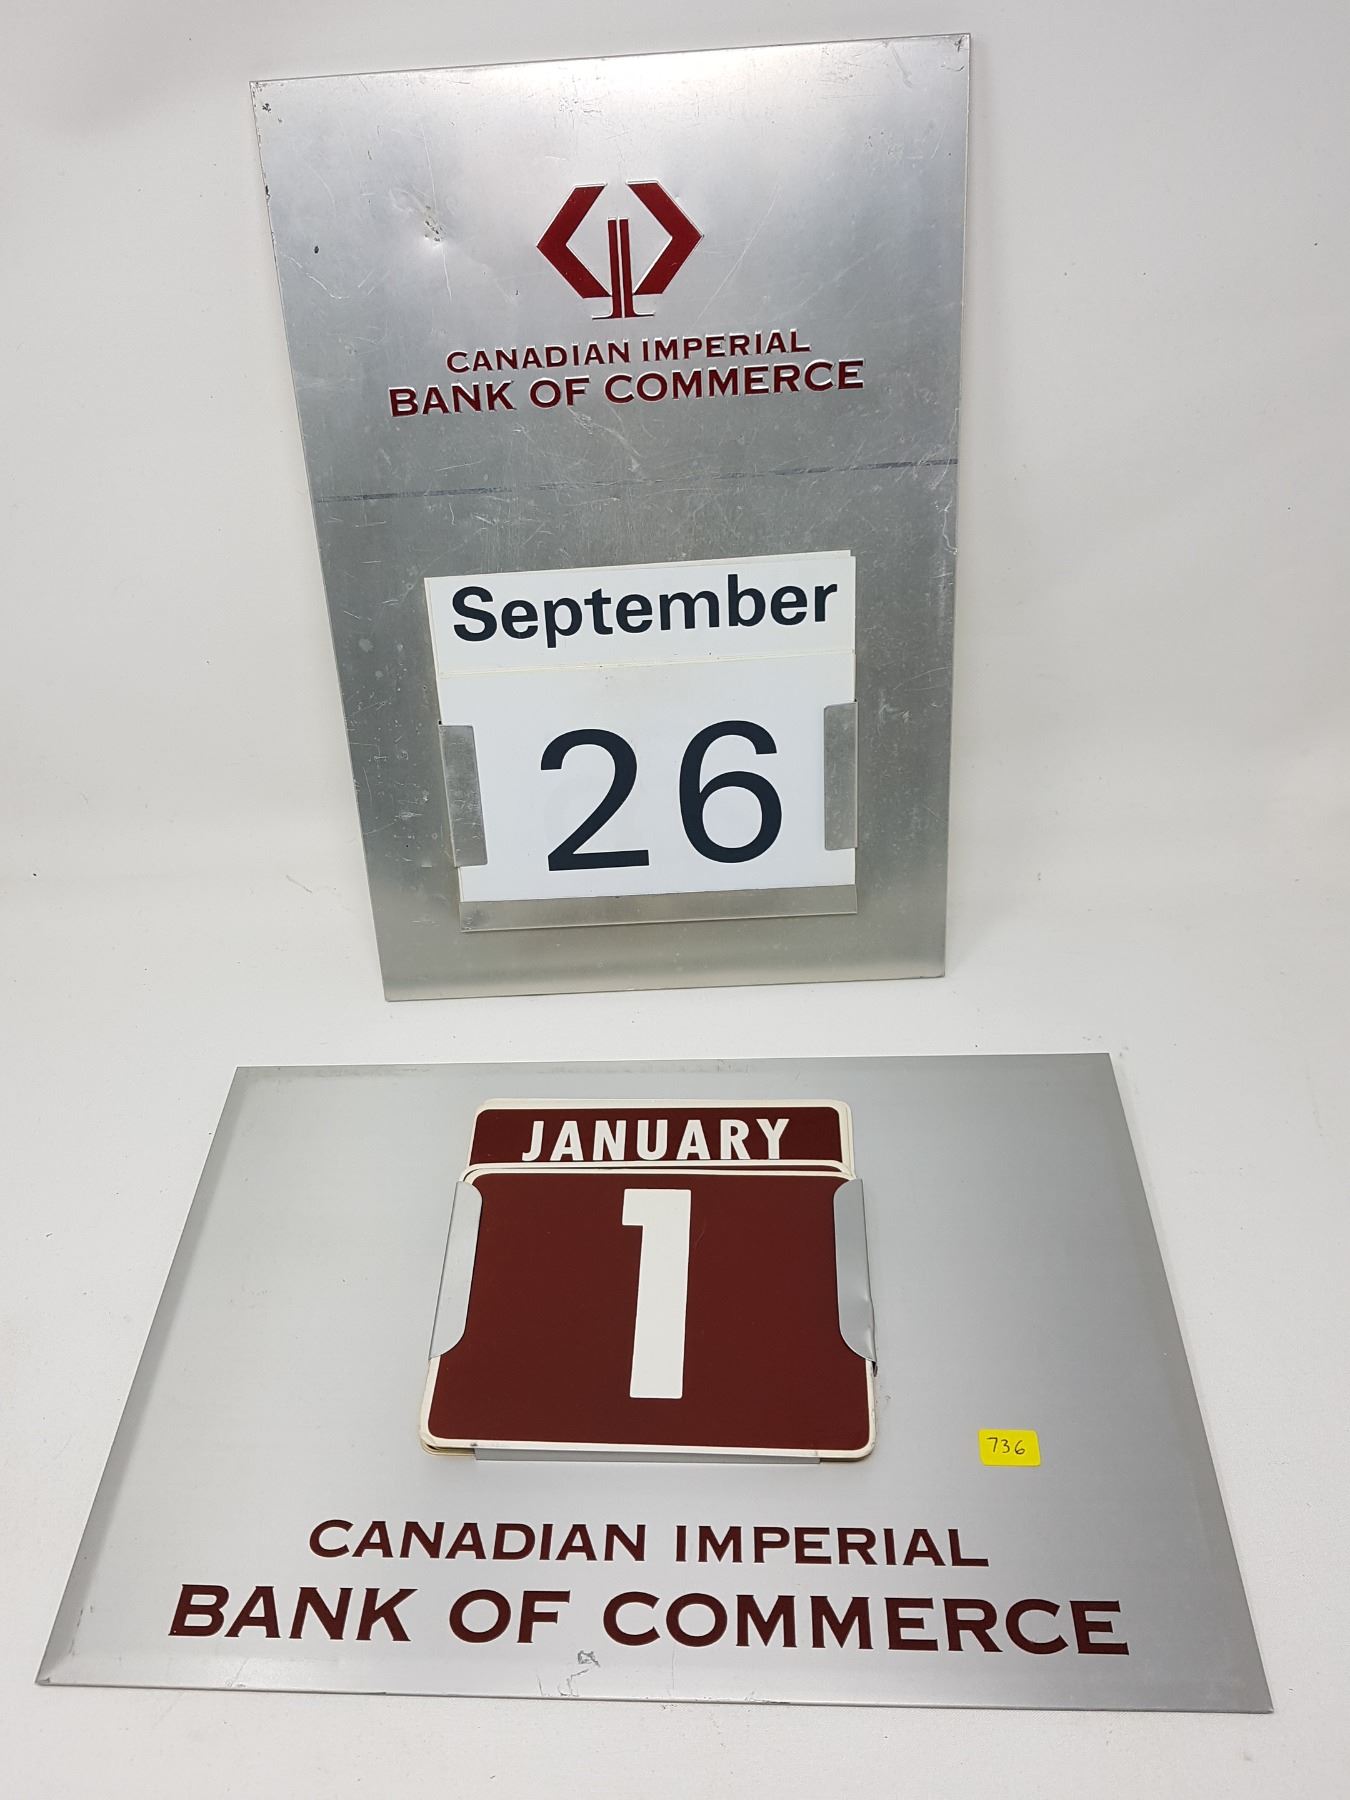 CANADIAN IMPERIAL
BANK OF COMMERCE
September
26
JANUARY
1
736
CANADIAN IMPERIAL
BANK OF COMMERCE